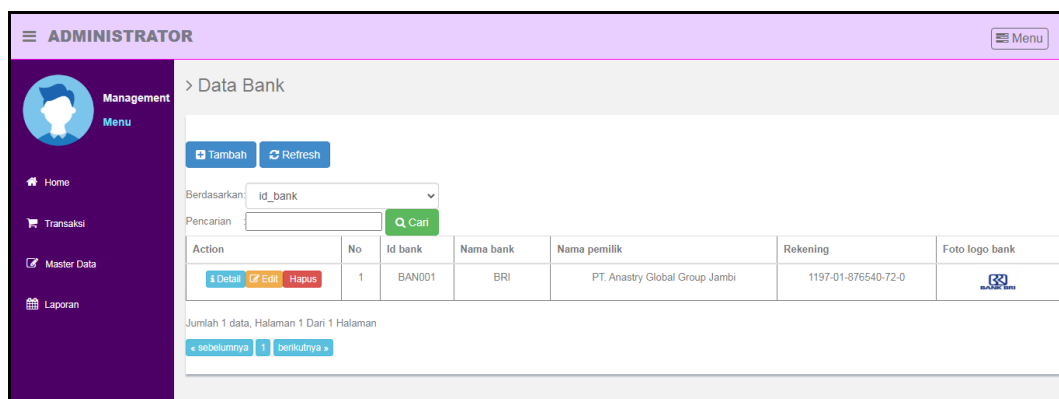 ADMINISTRATOR
Menu
Management
Menu
Home
Transaksi
Master Data
Laporan
> Data Bank
Tambah
Refresh
Berdasarkan: id_bank
Pencarian :
Cari
Action No Id bank Nama bank Nama pemilik Rekening Foto logo bank
Detail Edit Hapus 1 BAN001 BRI PT. Anastry Global Group Jambi 1197-01-876540-72-0 BANK BRI
Jumlah 1 data, Halaman 1 Dari 1 Halaman
« sebelumnya 1 berikutnya »